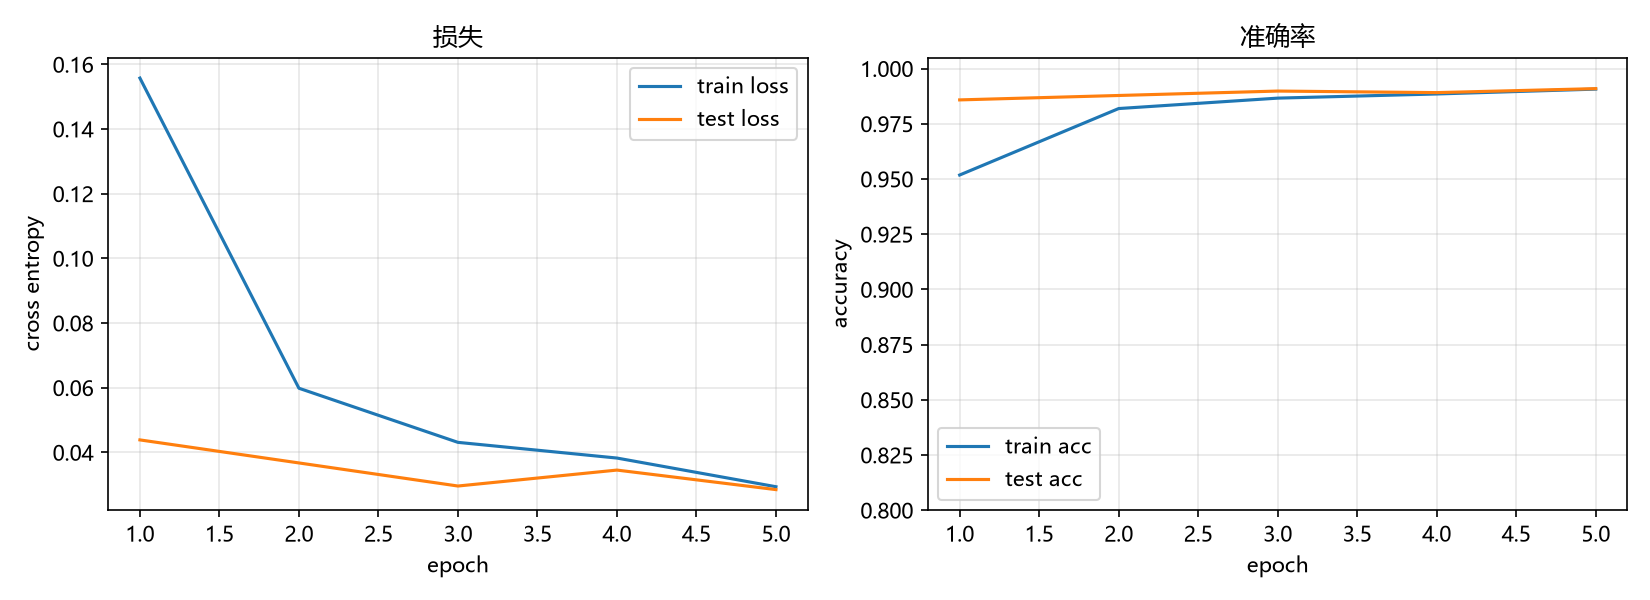 损失
0.16
0.14
0.12
0.10
0.08
0.06
0.04
cross entropy
train loss
test loss
1.0 1.5 2.0 2.5 3.0 3.5 4.0 4.5 5.0
epoch
准确率
1.000
0.975
0.950
0.925
0.900
0.875
0.850
0.825
0.800
accuracy
train acc
test acc
1.0 1.5 2.0 2.5 3.0 3.5 4.0 4.5 5.0
epoch